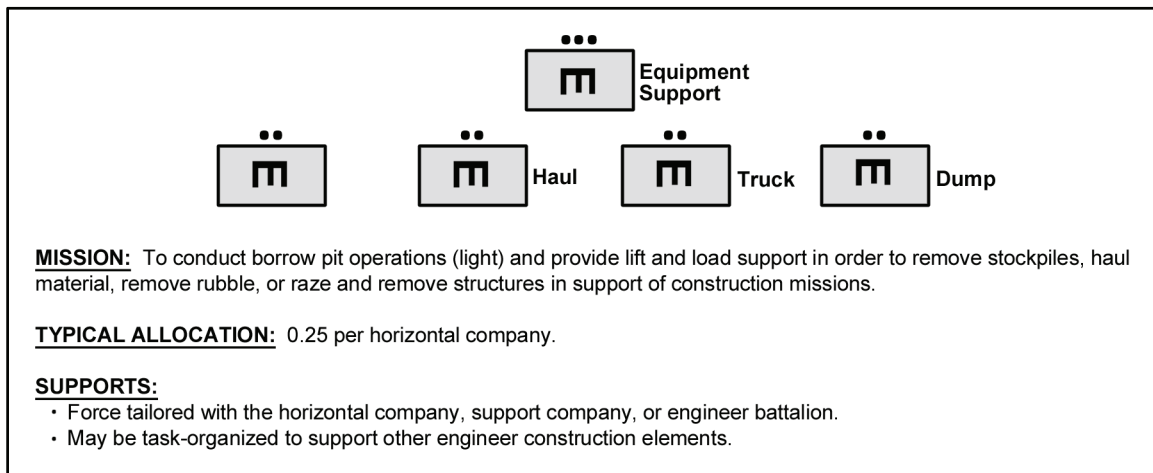 Equipment
Support
Haul
Truck
Dump
MISSION: To conduct borrow pit operations (light) and provide lift and load support in order to remove stockpiles, haul
material, remove rubble, or raze and remove structures in support of construction missions.
TYPICAL ALLOCATION: 0.25 per horizontal company.
SUPPORTS:
• Force tailored with the horizontal company, support company, or engineer battalion.
• May be task-organized to support other engineer construction elements.